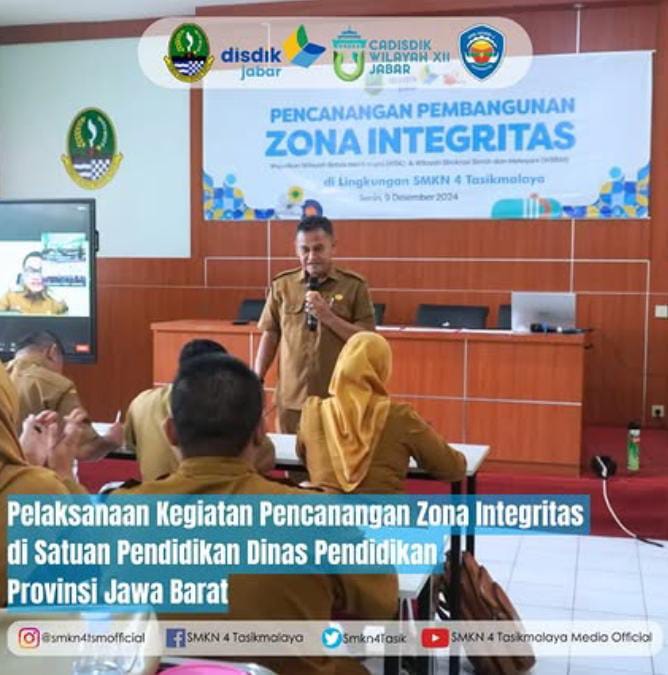 disdik
jabar
CADISDIK
WILAYAH XII
JABAR
PENCANANGAN PEMBANGUNAN
ZONA INTEGRITAS
di Lingkungan SMKN 4 Tasikmalaya
Senin, 9 Desember 2024
Pelaksanaan Kegiatan Pencanangan Zona Integritas
di Satuan Pendidikan Dinas Pendidikan
Provinsi Jawa Barat
@smkn4tsmofficial
SMKN 4 Tasikmalaya
Smkn4Tasik
SMKN 4 Tasikmalaya Media Official